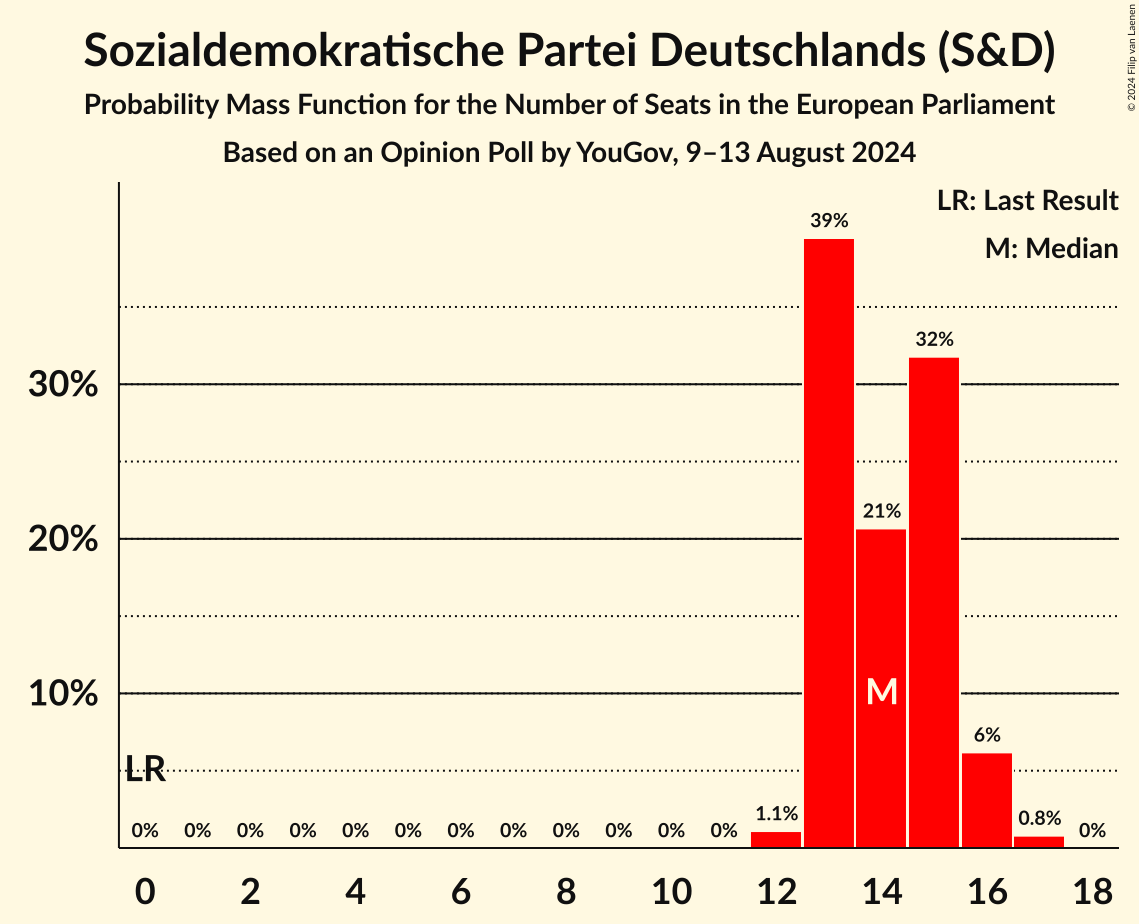 Sozialdemokratische Partei Deutschlands (S&D)
Probability Mass Function for the Number of Seats in the European Parliament
Based on an Opinion Poll by YouGov, 9–13 August 2024
© 2024 Filip van Laenen
LR: Last Result
M: Median
39%
32%
30%
21%
20%
M
10%
6%
LR
1.1%
0.8%
0% 0% 0% 0% 0% 0% 0% 0% 0% 0% 0% 0% 0%
0 2 4 6 8 10 12 14 16 18